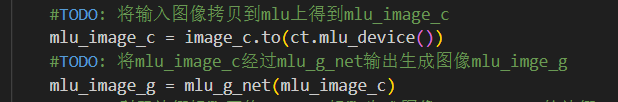 #TODO: 将输入图像拷贝到mlu上得到mlu_image_c
mlu_image_c = image_c.to(ct.mlu_device())
#TODO: 将mlu_image_c经过mlu_g_net输出生成图像mlu_imge_g
mlu_image_g = mlu_g_net(mlu_image_c)